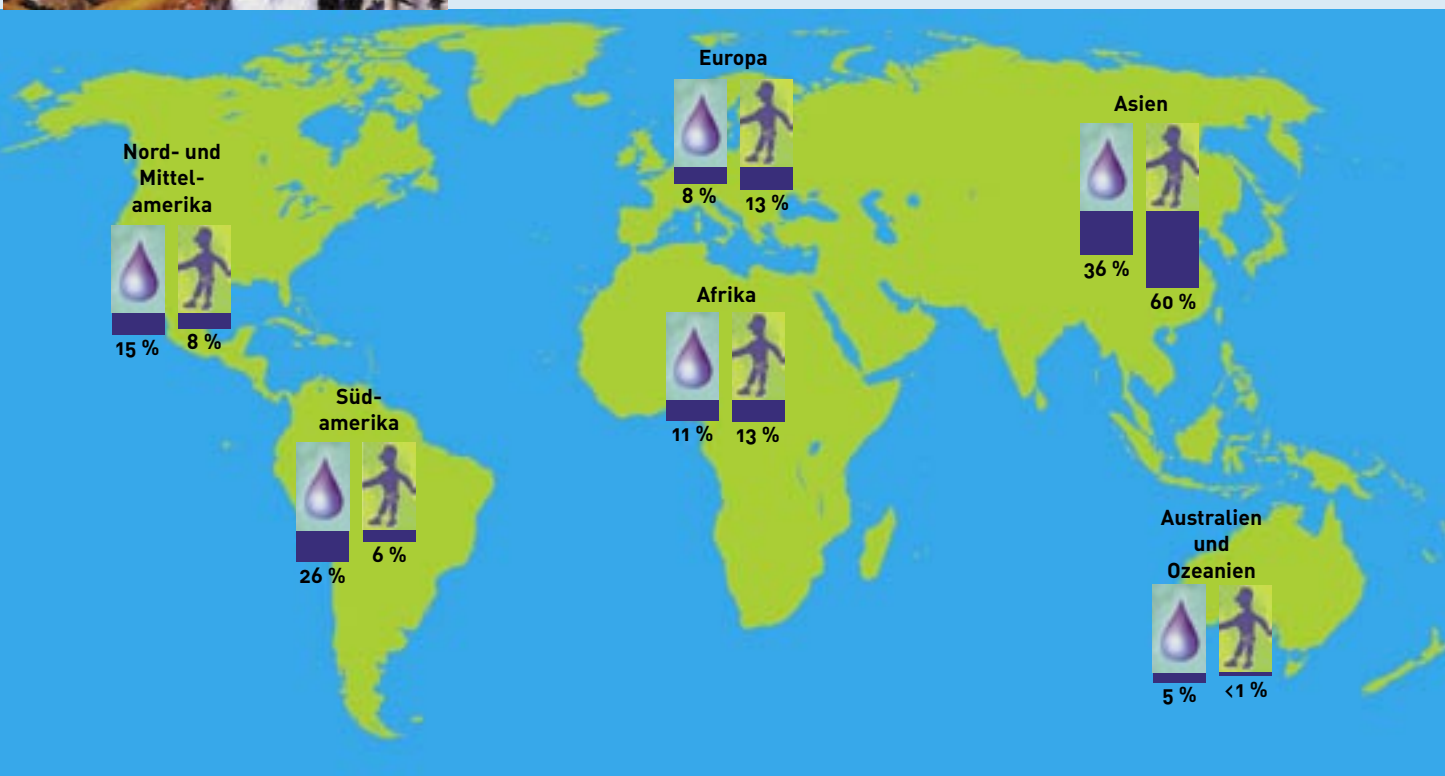 Europa
8 %
13 %
Asien
36 %
60 %
Nord- und
Mittel-
amerika
15 %
8 %
Afrika
11 %
13 %
Süd-
amerika
26 %
6 %
Australien
und
Ozeanien
5 %
<1 %